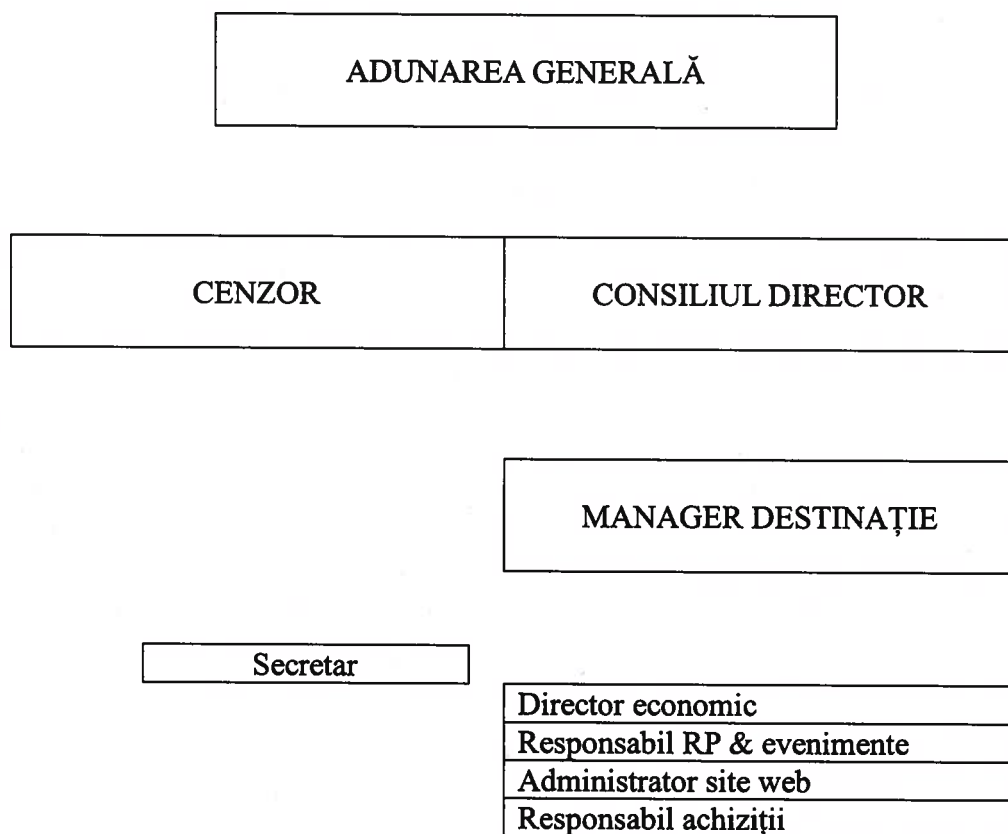 ADUNAREA GENERALĂ
CENZOR
CONSILIUL DIRECTOR
MANAGER DESTINAȚIE
Secretar
Director economic
Responsabil RP & evenimente
Administrator site web
Responsabil achiziții